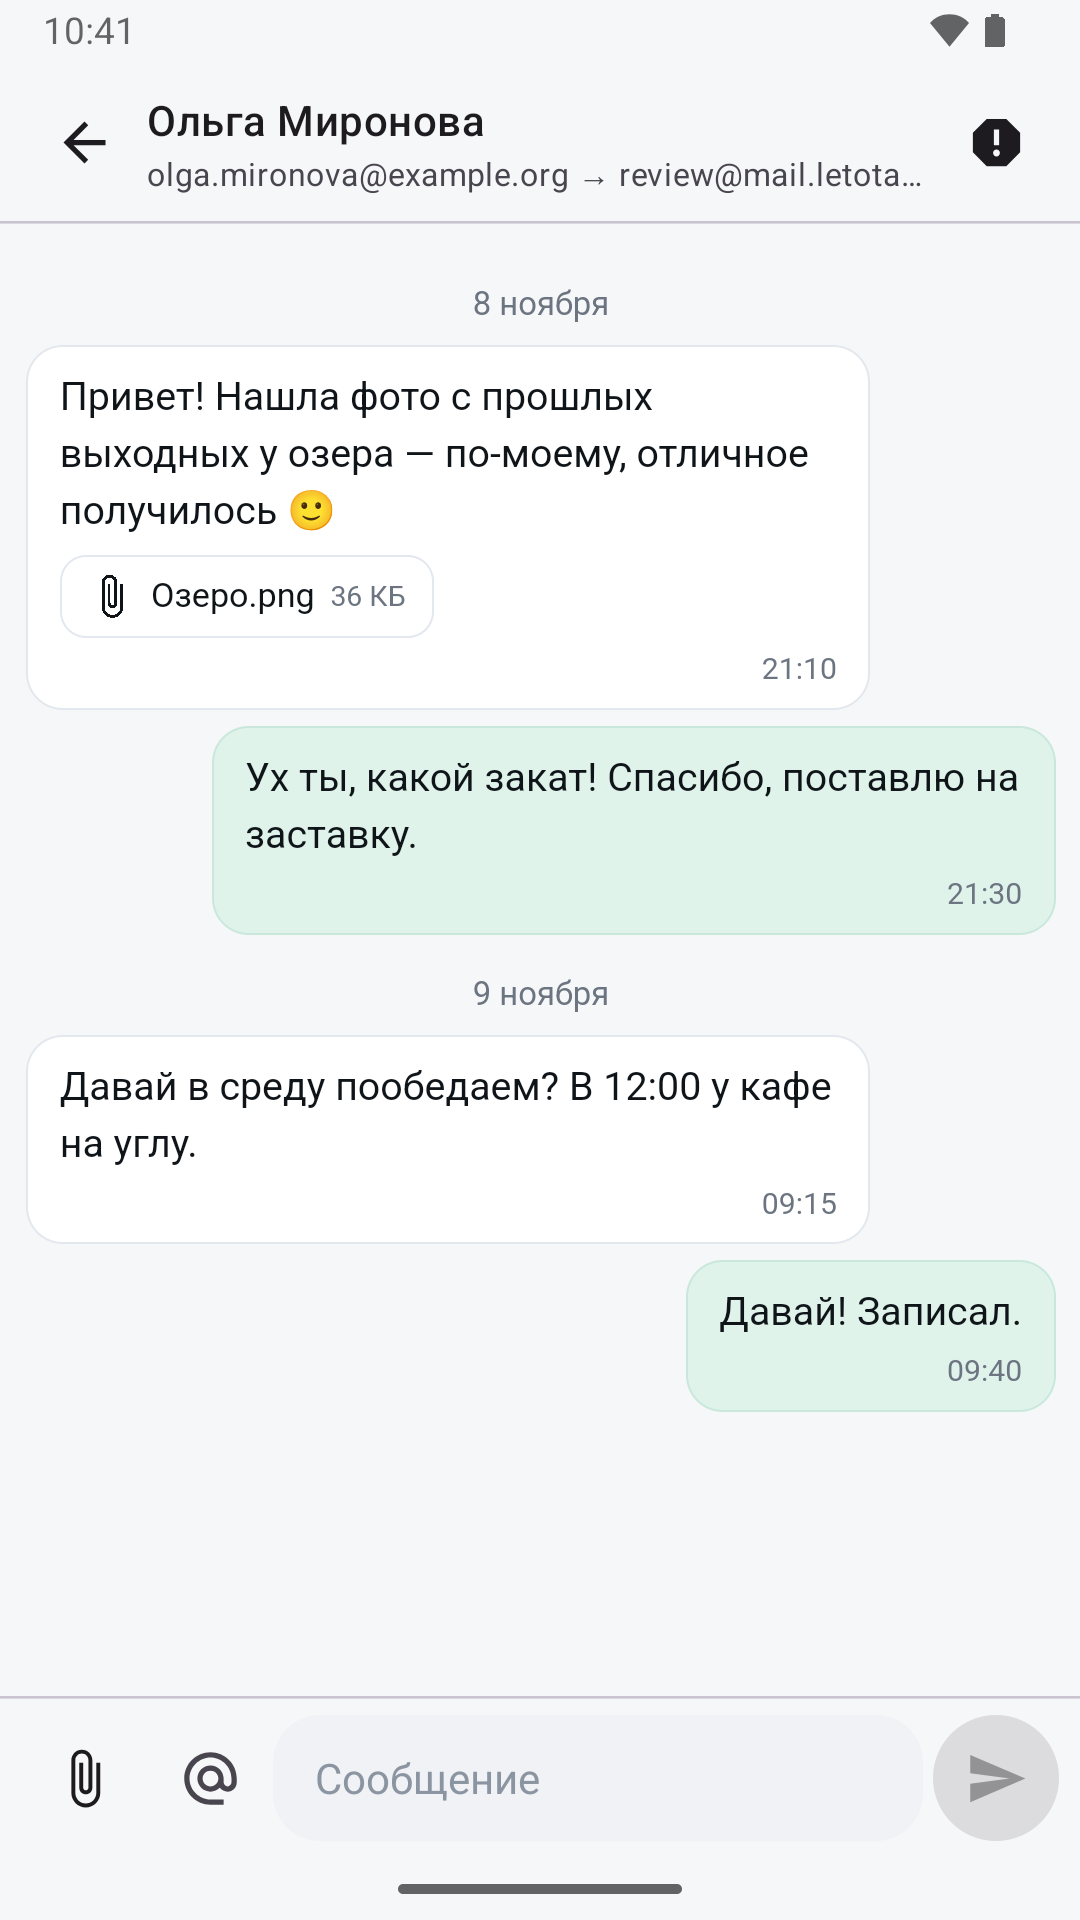 10:41
Ольга Миронова
olga.mironova@example.org → review@mail.letota…
8 ноября
Привет! Нашла фото с прошлых
выходных у озера — по-моему, отличное
получилось 🙂
Озеро.png 36 КБ
21:10
Ух ты, какой закат! Спасибо, поставлю на
заставку.
21:30
9 ноября
Давай в среду пообедаем? В 12:00 у кафе
на углу.
09:15
Давай! Записал.
09:40
Сообщение